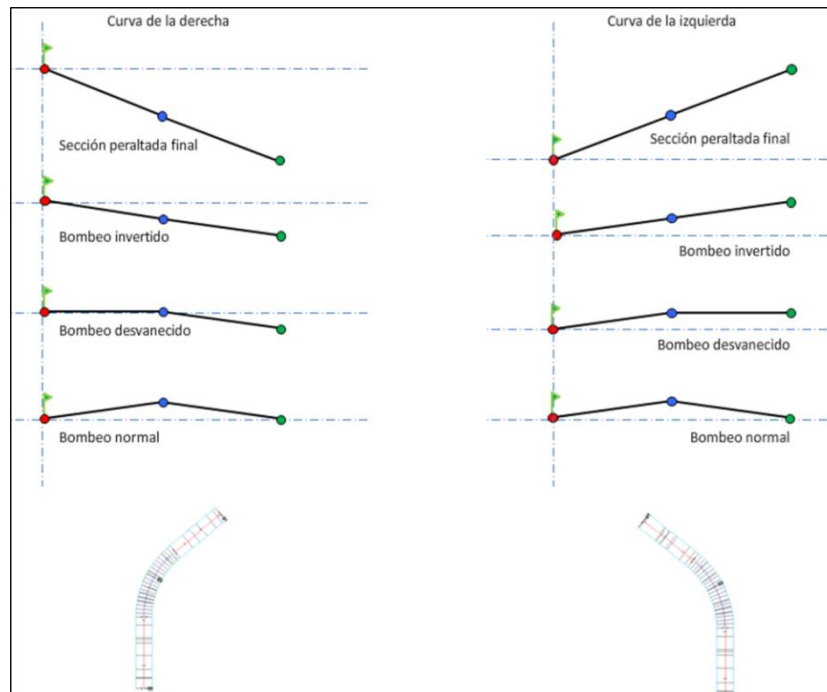 Curva de la derecha
Sección peraltada final
Bombeo invertido
Bombeo desvanecido
Bombeo normal
Curva de la izquierda
Sección peraltada final
Bombeo invertido
Bombeo desvanecido
Bombeo normal